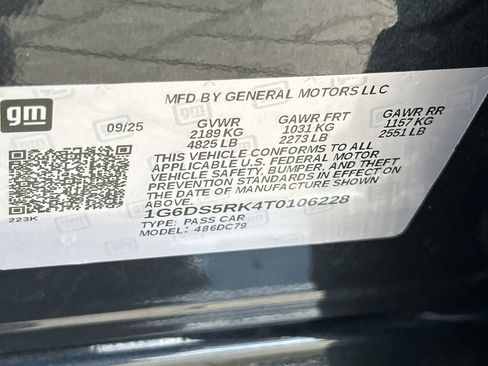 gm
MFD BY GENERAL MOTORS LLC
09/25
GVWR GAWR FRT GAWR RR
2189 KG 1031 KG 1157 KG
4825 LB 2273 LB 2551 LB
THIS VEHICLE CONFORMS TO ALL
APPLICABLE U.S. FEDERAL MOTOR
VEHICLE SAFETY, BUMPER, AND THEFT
PREVENTION STANDARDS IN EFFECT ON
THE DATE OF MANUFACTURE SHOWN
ABOVE.
223K
1G6DS5RK4T0106228
TYPE: PASS CAR
MODEL: 486DC79